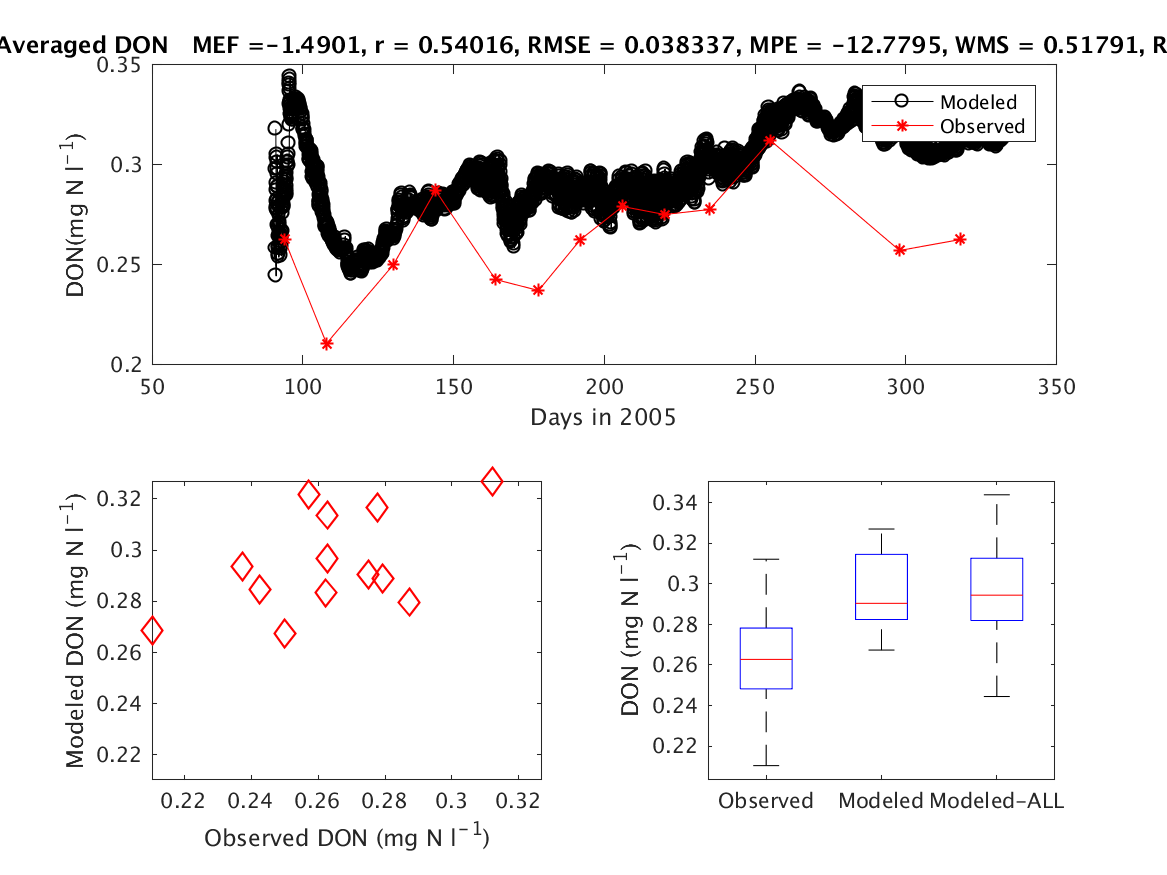 Averaged DON   MEF =-1.4901, r = 0.54016, RMSE = 0.038337, MPE = -12.7795, WMS = 0.51791, R
0.35
0.3
0.25
0.2
DON(mg N l⁻¹)
Modeled
Observed
50 100 150 200 250 300 350
Days in 2005
0.32
0.3
0.28
0.26
0.24
0.22
Modeled DON (mg N l⁻¹)
0.22 0.24 0.26 0.28 0.3 0.32
Observed DON (mg N l⁻¹)
0.34
0.32
0.3
0.28
0.26
0.24
0.22
DON (mg N l⁻¹)
Observed Modeled Modeled-ALL